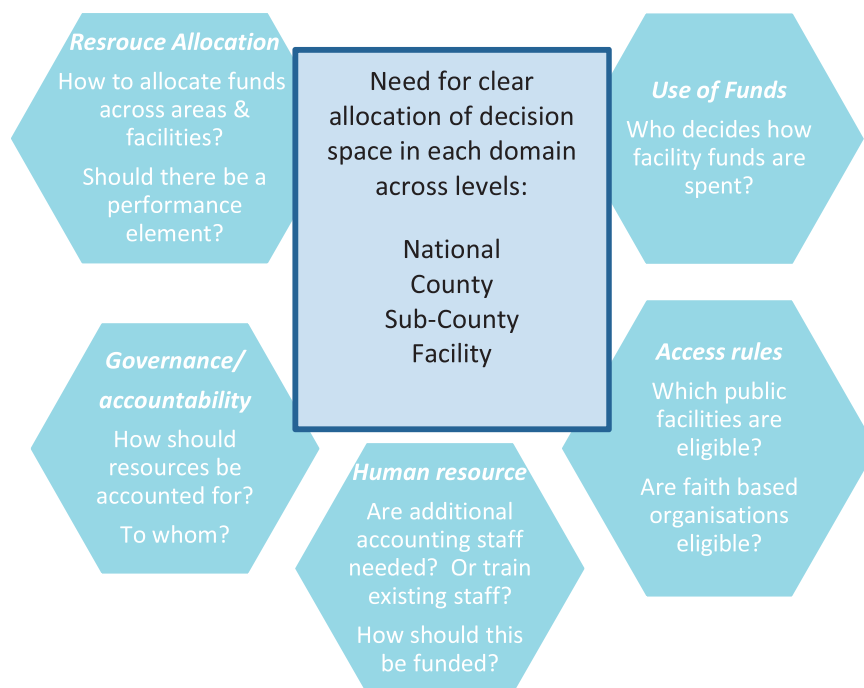 Resrouce Allocation
How to allocate funds
across areas &
facilities?
Should there be a
performance
element?
Need for clear
allocation of decision
space in each domain
across levels:
National
County
Sub-County
Facility
Use of Funds
Who decides how
facility funds are
spent?
Governance/
accountability
How should
resources be
accounted for?
To whom?
Human resource
Are additional
accounting staff
needed?  Or train
existing staff?
How should this
be funded?
Access rules
Which public
facilities are
eligible?
Are faith based
organisations
eligible?